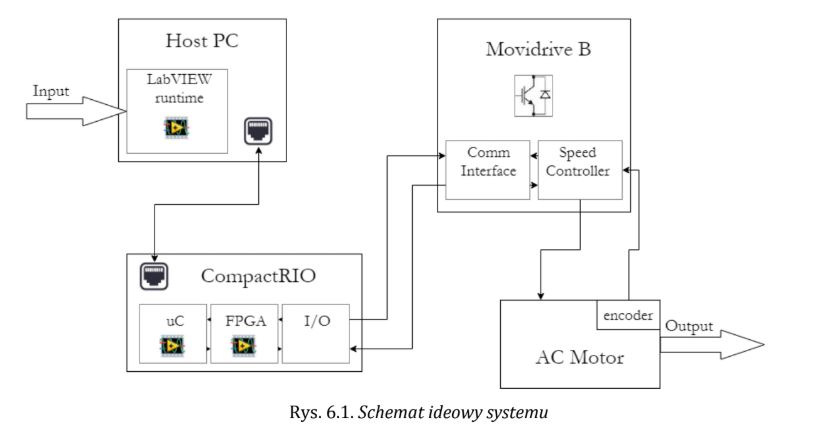 Host PC
LabVIEW
runtime
Input
Movidrive B
Comm
Interface
Speed
Controller
CompactRIO
uC
FPGA
I/O
encoder
Output
AC Motor
Rys. 6.1. Schemat ideowy systemu